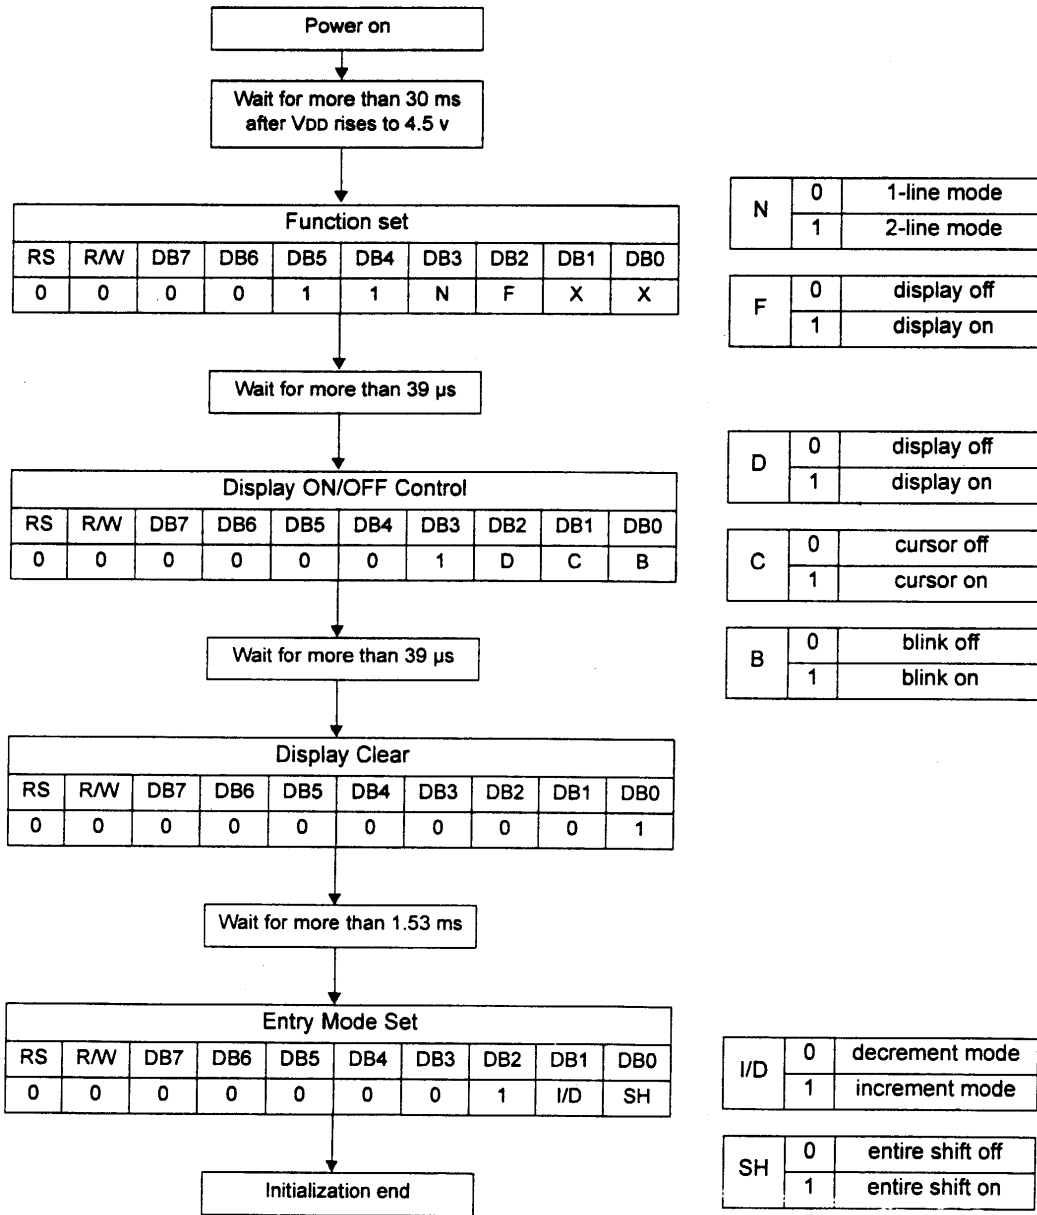 Power on
Wait for more than 30 ms
after VDD rises to 4.5 v
Function set
RS R/W DB7 DB6 DB5 DB4 DB3 DB2 DB1 DB0
0 0 0 0 1 1 N F X X
N 0 1-line mode
1 2-line mode
F 0 display off
1 display on
Wait for more than 39 µs
Display ON/OFF Control
RS R/W DB7 DB6 DB5 DB4 DB3 DB2 DB1 DB0
0 0 0 0 0 0 1 D C B
D 0 display off
1 display on
C 0 cursor off
1 cursor on
B 0 blink off
1 blink on
Wait for more than 39 µs
Display Clear
RS R/W DB7 DB6 DB5 DB4 DB3 DB2 DB1 DB0
0 0 0 0 0 0 0 0 0 1
Wait for more than 1.53 ms
Entry Mode Set
RS R/W DB7 DB6 DB5 DB4 DB3 DB2 DB1 DB0
0 0 0 0 0 0 0 1 I/D SH
I/D 0 decrement mode
1 increment mode
SH 0 entire shift off
1 entire shift on
Initialization end